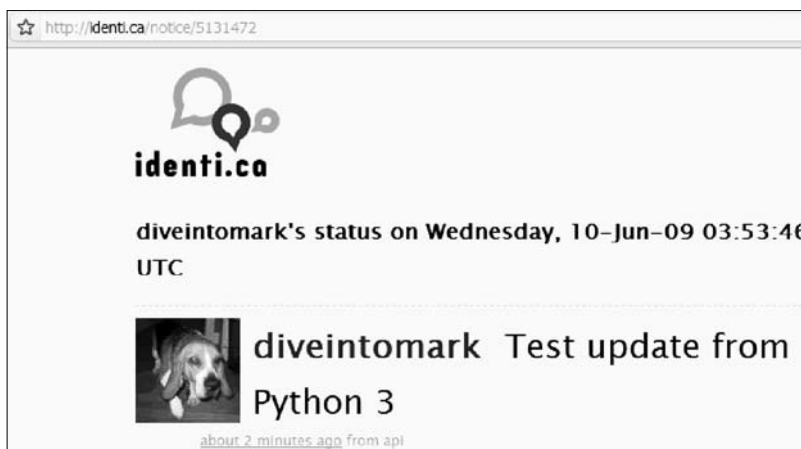 http://identi.ca/notice/5131472
identi.ca
diveintomark's status on Wednesday, 10-Jun-09 03:53:46
UTC
diveintomark Test update from
Python 3
about 2 minutes ago from api